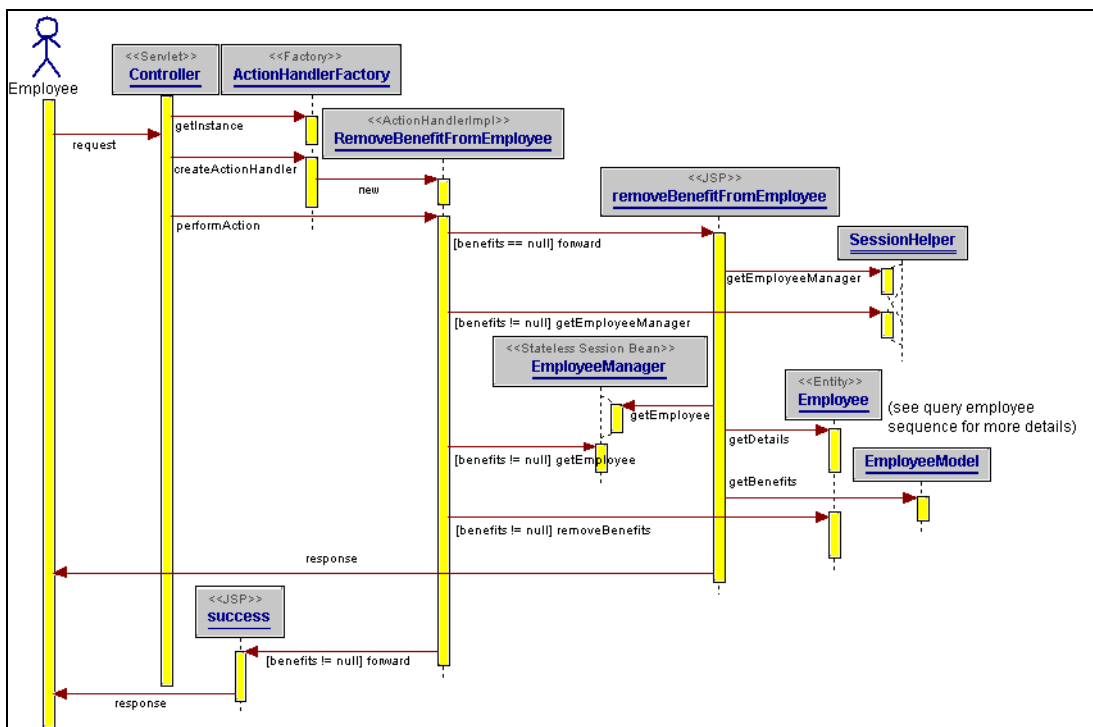 <<Servlet>>
Controller
<<Factory>>
ActionHandlerFactory
Employee
<<ActionHandlerImpl>>
RemoveBenefitFromEmployee
getInstance
request
createActionHandler
new
<<JSP>>
removeBenefitFromEmployee
performAction
[benefits == null] forward
SessionHelper
getEmployeeManager
[benefits != null] getEmployeeManager
<<Stateless Session Bean>>
EmployeeManager
<<Entity>>
Employee
(see query employee
sequence for more details)
getEmployee
getDetails
[benefits != null] getEmployee
EmployeeModel
getBenefits
[benefits != null] removeBenefits
response
<<JSP>>
success
[benefits != null] forward
response